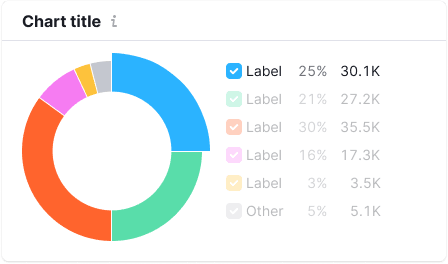 Chart title
Label 25% 30.1K
Label 21% 27.2K
Label 30% 35.5K
Label 16% 17.3K
Label 3% 3.5K
Other 5% 5.1K